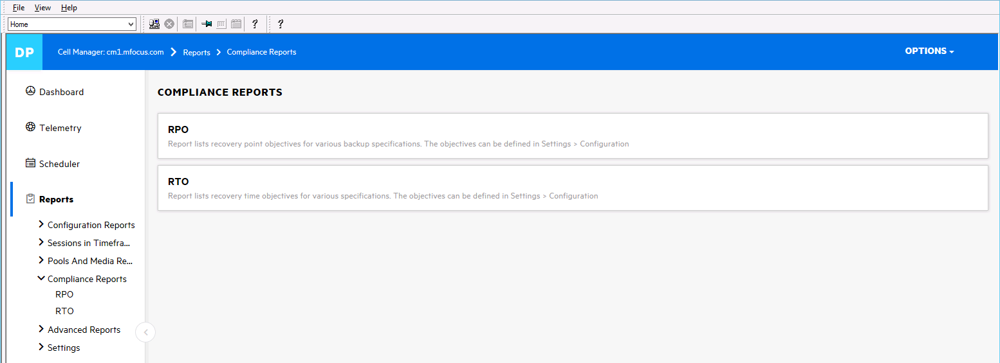 File View Help
Home
? ?
DP
Cell Manager: cm1.mfocus.com > Reports > Compliance Reports
OPTIONS
Dashboard
Telemetry
Scheduler
Reports
Configuration Reports
Sessions in Timefra...
Pools And Media Re...
Compliance Reports
RPO
RTO
Advanced Reports
Settings
COMPLIANCE REPORTS
RPO
Report lists recovery point objectives for various backup specifications. The objectives can be defined in Settings > Configuration
RTO
Report lists recovery time objectives for various specifications. The objectives can be defined in Settings > Configuration